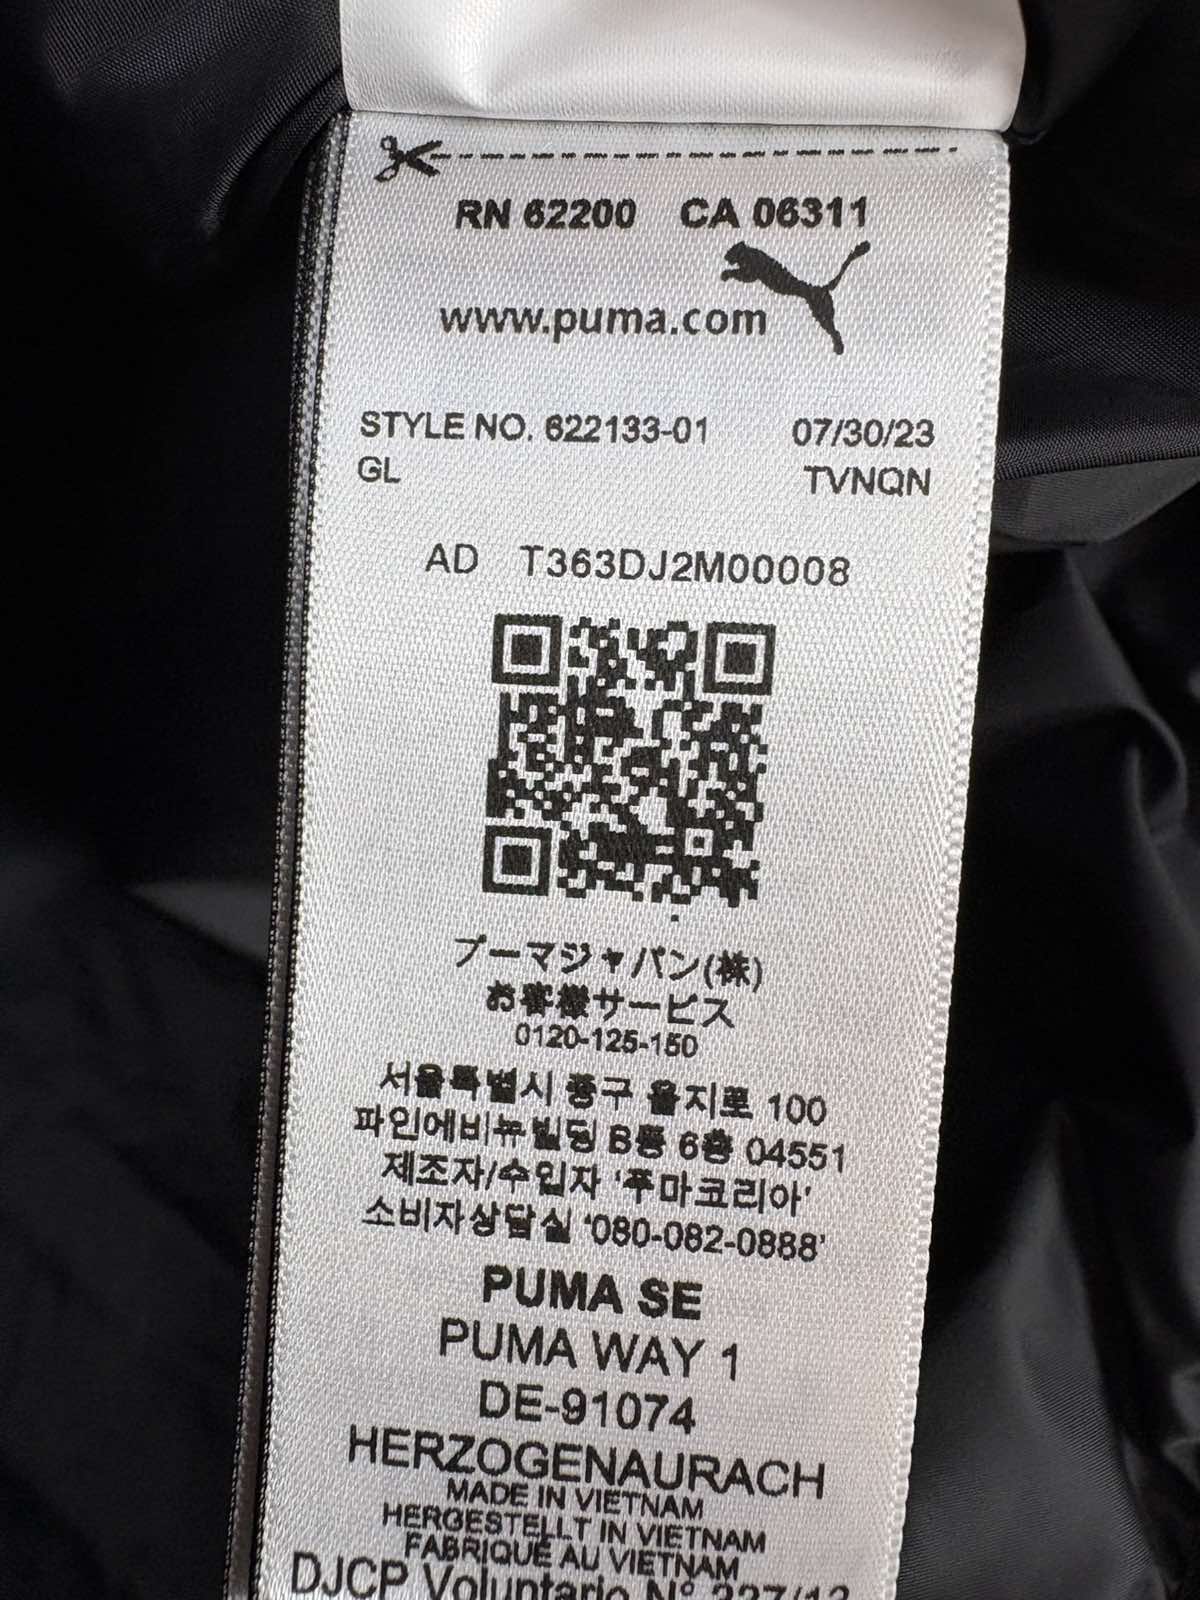 RN 62200 CA 06311
www.puma.com
STYLE NO. 622133-01 07/30/23
GL TVNQN
AD T363DJ2M00008
プーマジャパン(株)
お客様サービス
0120-125-150
서울특별시 중구 을지로 100
파인에비뉴빌딩 B동 6층 04551
제조자/수입자 '푸마코리아'
소비자상담실 '080-082-0888'
PUMA SE
PUMA WAY 1
DE-91074
HERZOGENAURACH
MADE IN VIETNAM
HERGESTELLT IN VIETNAM
FABRIQUÉ AU VIETNAM
DJCP Voluntario N° 327/13